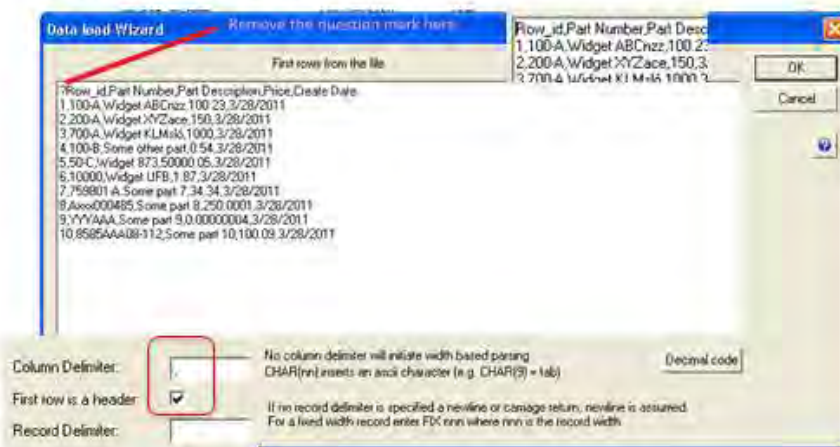 Data load Wizard
Remove the question mark here
Row_id,Part Number,Part Desc
1,100-A,Widget ABCnzz,100.23
2,200-A,Widget XYZace,150,3/
3,700-A,Widget KLMsló,1000,3
First rows from the file
OK
Cancel
?Row_id,Part Number,Part Description,Price,Create Date
1,100-A,Widget ABCnzz,100.23,3/28/2011
2,200-A,Widget XYZace,150,3/28/2011
3,700-A,Widget KLMsló,1000,3/28/2011
4,100-B,Some other part,0.54,3/28/2011
5,50-C,Widget 873,50000.05,3/28/2011
6,10000,Widget UFB,1.87,3/28/2011
7,759801-A,Some part 7,34.34,3/28/2011
8,Axxx000485,Some part 8,250.0001,3/28/2011
9,YYYAAA,Some part 9,0.00000004,3/28/2011
10,8585AAA08-112,Some part 10,100.09,3/28/2011
Column Delimiter:
,
No column delimiter will initiate width based parsing
CHAR(nn) inserts an ascii character (e.g. CHAR(9) = tab)
Decimal code
First row is a header
If no record delimiter is specified a newline or carriage return, newline is assumed.
For a fixed width record enter FIX nnn where nnn is the record width
Record Delimiter: